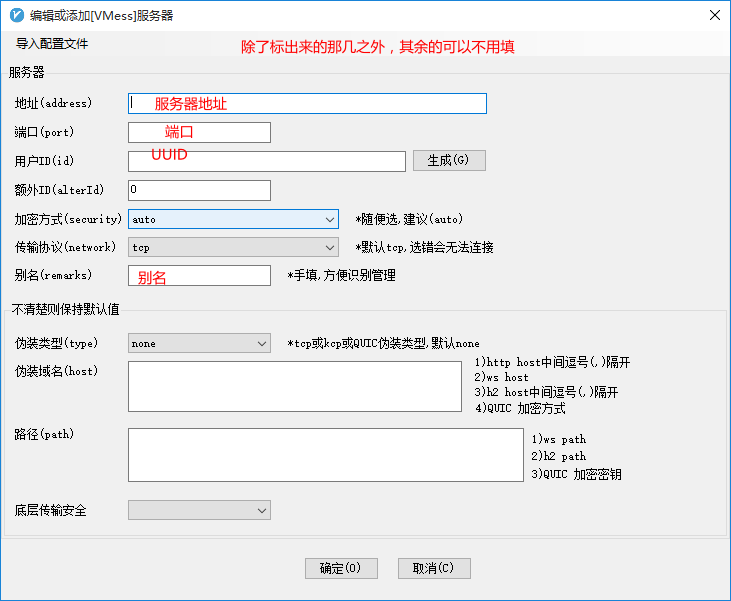 编辑或添加[VMess]服务器
导入配置文件
除了标出来的那几之外，其余的可以不用填
服务器
地址(address) 服务器地址
端口(port) 端口
用户ID(id) UUID 生成(G)
额外ID(alterId) 0
加密方式(security) auto *随便选,建议(auto)
传输协议(network) tcp *默认tcp,选错会无法连接
别名(remarks) 别名 *手填,方便识别管理
不清楚则保持默认值
伪装类型(type) none *tcp或kcp或QUIC伪装类型,默认none
伪装域名(host)
1)http host中间逗号(,)隔开
2)ws host
3)h2 host中间逗号(,)隔开
4)QUIC 加密方式
路径(path)
1)ws path
2)h2 path
3)QUIC 加密密钥
底层传输安全
确定(O) 取消(C)